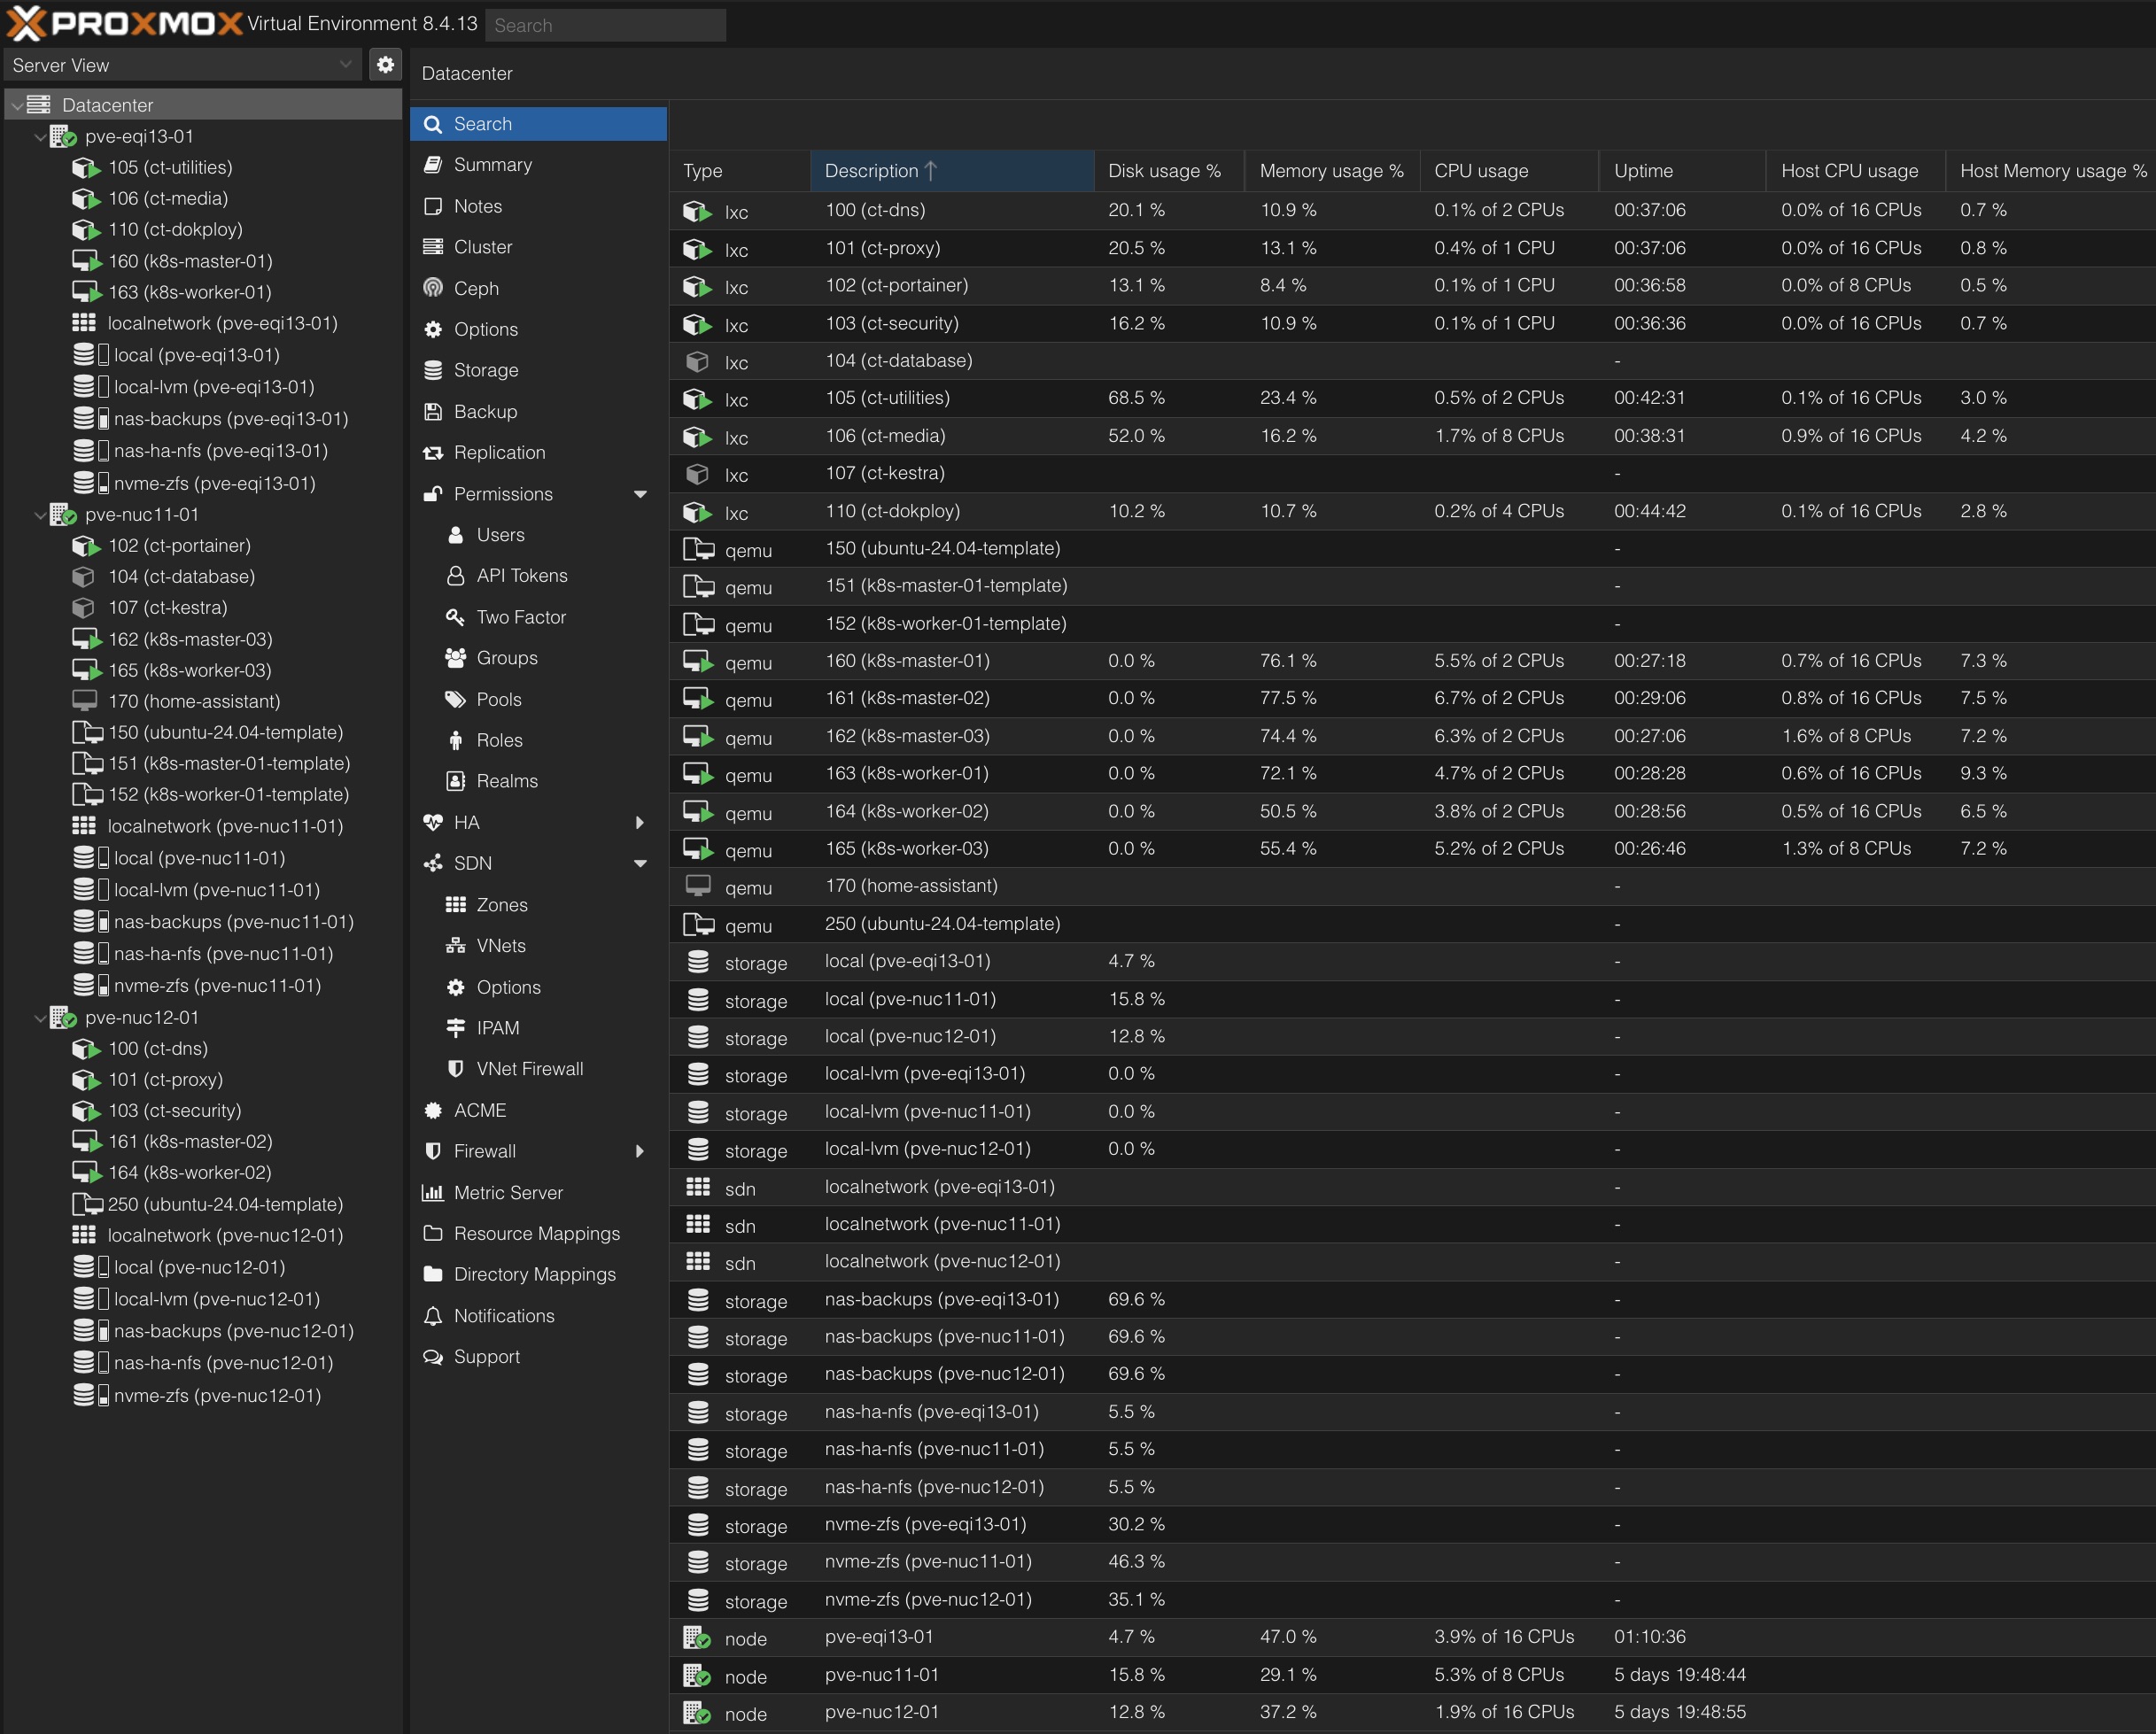 PROXMOX Virtual Environment 8.4.13 Search
Server View
Datacenter
pve-eqi13-01
105 (ct-utilities)
106 (ct-media)
110 (ct-dokploy)
160 (k8s-master-01)
163 (k8s-worker-01)
localnetwork (pve-eqi13-01)
local (pve-eqi13-01)
local-lvm (pve-eqi13-01)
nas-backups (pve-eqi13-01)
nas-ha-nfs (pve-eqi13-01)
nvme-zfs (pve-eqi13-01)
pve-nuc11-01
102 (ct-portainer)
104 (ct-database)
107 (ct-kestra)
162 (k8s-master-03)
165 (k8s-worker-03)
170 (home-assistant)
150 (ubuntu-24.04-template)
151 (k8s-master-01-template)
152 (k8s-worker-01-template)
localnetwork (pve-nuc11-01)
local (pve-nuc11-01)
local-lvm (pve-nuc11-01)
nas-backups (pve-nuc11-01)
nas-ha-nfs (pve-nuc11-01)
nvme-zfs (pve-nuc11-01)
pve-nuc12-01
100 (ct-dns)
101 (ct-proxy)
103 (ct-security)
161 (k8s-master-02)
164 (k8s-worker-02)
250 (ubuntu-24.04-template)
localnetwork (pve-nuc12-01)
local (pve-nuc12-01)
local-lvm (pve-nuc12-01)
nas-backups (pve-nuc12-01)
nas-ha-nfs (pve-nuc12-01)
nvme-zfs (pve-nuc12-01)
Datacenter
Search
Summary
Notes
Cluster
Ceph
Options
Storage
Backup
Replication
Permissions
Users
API Tokens
Two Factor
Groups
Pools
Roles
Realms
HA
SDN
Zones
VNets
Options
IPAM
VNet Firewall
ACME
Firewall
Metric Server
Resource Mappings
Directory Mappings
Notifications
Support
Type Description Disk usage % Memory usage % CPU usage Uptime Host CPU usage Host Memory usage %
lxc 100 (ct-dns) 20.1 % 10.9 % 0.1% of 2 CPUs 00:37:06 0.0% of 16 CPUs 0.7 %
lxc 101 (ct-proxy) 20.5 % 13.1 % 0.4% of 1 CPU 00:37:06 0.0% of 16 CPUs 0.8 %
lxc 102 (ct-portainer) 13.1 % 8.4 % 0.1% of 1 CPU 00:36:58 0.0% of 8 CPUs 0.5 %
lxc 103 (ct-security) 16.2 % 10.9 % 0.1% of 1 CPU 00:36:36 0.0% of 16 CPUs 0.7 %
lxc 104 (ct-database) -
lxc 105 (ct-utilities) 68.5 % 23.4 % 0.5% of 2 CPUs 00:42:31 0.1% of 16 CPUs 3.0 %
lxc 106 (ct-media) 52.0 % 16.2 % 1.7% of 8 CPUs 00:38:31 0.9% of 16 CPUs 4.2 %
lxc 107 (ct-kestra) -
lxc 110 (ct-dokploy) 10.2 % 10.7 % 0.2% of 4 CPUs 00:44:42 0.1% of 16 CPUs 2.8 %
qemu 150 (ubuntu-24.04-template) -
qemu 151 (k8s-master-01-template) -
qemu 152 (k8s-worker-01-template) -
qemu 160 (k8s-master-01) 0.0 % 76.1 % 5.5% of 2 CPUs 00:27:18 0.7% of 16 CPUs 7.3 %
qemu 161 (k8s-master-02) 0.0 % 77.5 % 6.7% of 2 CPUs 00:29:06 0.8% of 16 CPUs 7.5 %
qemu 162 (k8s-master-03) 0.0 % 74.4 % 6.3% of 2 CPUs 00:27:06 1.6% of 8 CPUs 7.2 %
qemu 163 (k8s-worker-01) 0.0 % 72.1 % 4.7% of 2 CPUs 00:28:28 0.6% of 16 CPUs 9.3 %
qemu 164 (k8s-worker-02) 0.0 % 50.5 % 3.8% of 2 CPUs 00:28:56 0.5% of 16 CPUs 6.5 %
qemu 165 (k8s-worker-03) 0.0 % 55.4 % 5.2% of 2 CPUs 00:26:46 1.3% of 8 CPUs 7.2 %
qemu 170 (home-assistant) -
qemu 250 (ubuntu-24.04-template) -
storage local (pve-eqi13-01) 4.7 % -
storage local (pve-nuc11-01) 15.8 % -
storage local (pve-nuc12-01) 12.8 % -
storage local-lvm (pve-eqi13-01) 0.0 % -
storage local-lvm (pve-nuc11-01) 0.0 % -
storage local-lvm (pve-nuc12-01) 0.0 % -
sdn localnetwork (pve-eqi13-01) -
sdn localnetwork (pve-nuc11-01) -
sdn localnetwork (pve-nuc12-01) -
storage nas-backups (pve-eqi13-01) 69.6 % -
storage nas-backups (pve-nuc11-01) 69.6 % -
storage nas-backups (pve-nuc12-01) 69.6 % -
storage nas-ha-nfs (pve-eqi13-01) 5.5 % -
storage nas-ha-nfs (pve-nuc11-01) 5.5 % -
storage nas-ha-nfs (pve-nuc12-01) 5.5 % -
storage nvme-zfs (pve-eqi13-01) 30.2 % -
storage nvme-zfs (pve-nuc11-01) 46.3 % -
storage nvme-zfs (pve-nuc12-01) 35.1 % -
node pve-eqi13-01 4.7 % 47.0 % 3.9% of 16 CPUs 01:10:36
node pve-nuc11-01 15.8 % 29.1 % 5.3% of 8 CPUs 5 days 19:48:44
node pve-nuc12-01 12.8 % 37.2 % 1.9% of 16 CPUs 5 days 19:48:55